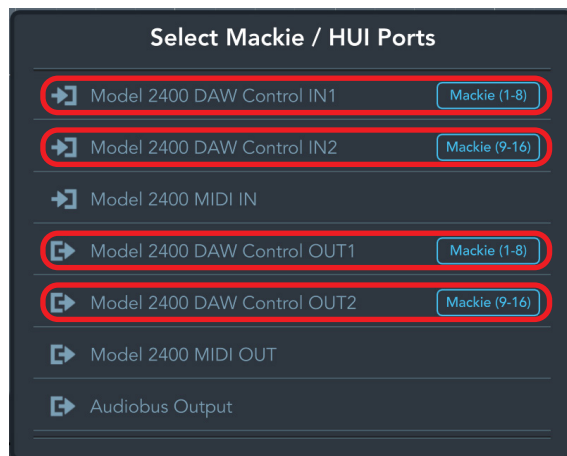 Select Mackie / HUI Ports
Model 2400 DAW Control IN1 Mackie (1-8)
Model 2400 DAW Control IN2 Mackie (9-16)
Model 2400 MIDI IN
Model 2400 DAW Control OUT1 Mackie (1-8)
Model 2400 DAW Control OUT2 Mackie (9-16)
Model 2400 MIDI OUT
Audiobus Output